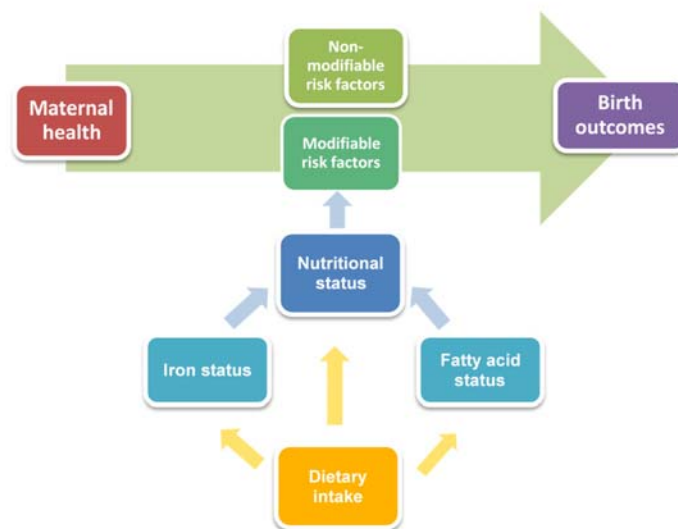 Non-
modifiable
risk factors
Maternal
health
Birth
outcomes
Modifiable
risk factors
Nutritional
status
Iron status
Fatty acid
status
Dietary
intake